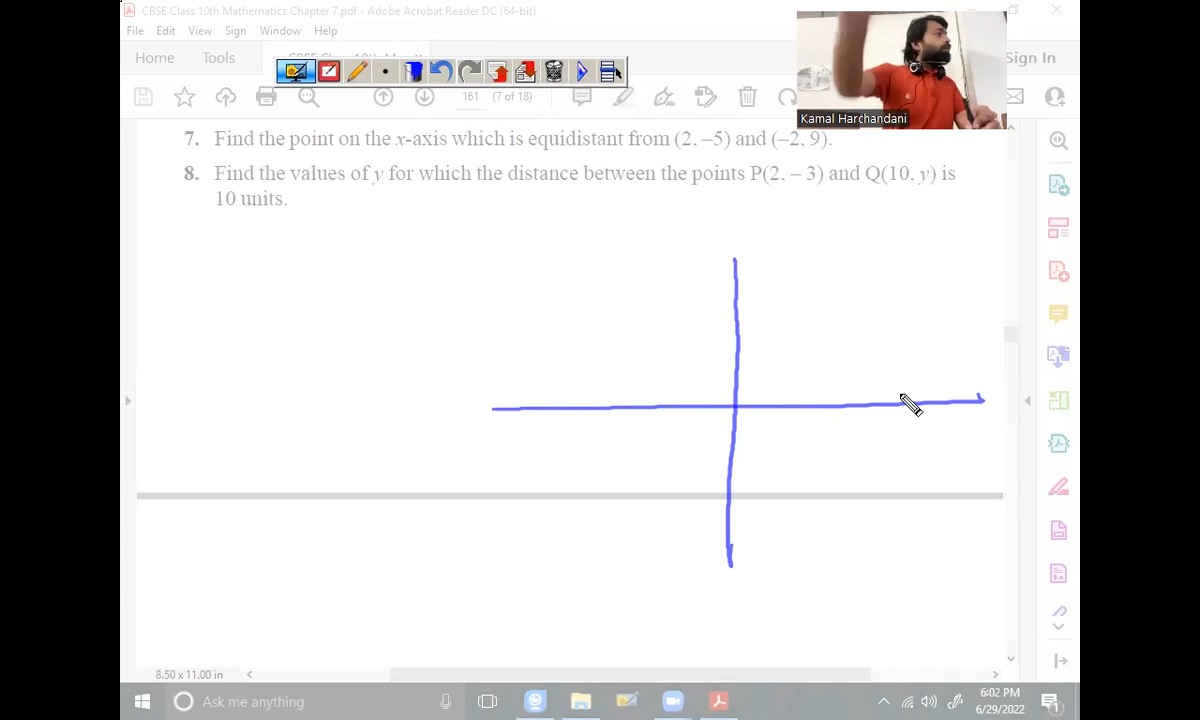 CBSE Class 10th Mathematics Chapter 7.pdf - Adobe Acrobat Reader DC (64-bit)
File Edit View Sign Window Help
Home Tools Sign In
161 (7 of 18)
Kamal Harchandani
7. Find the point on the x-axis which is equidistant from (2, –5) and (–2, 9).
8. Find the values of y for which the distance between the points P(2, – 3) and Q(10, y) is
10 units.
8.50 x 11.00 in
Ask me anything
6:02 PM
6/29/2022
1